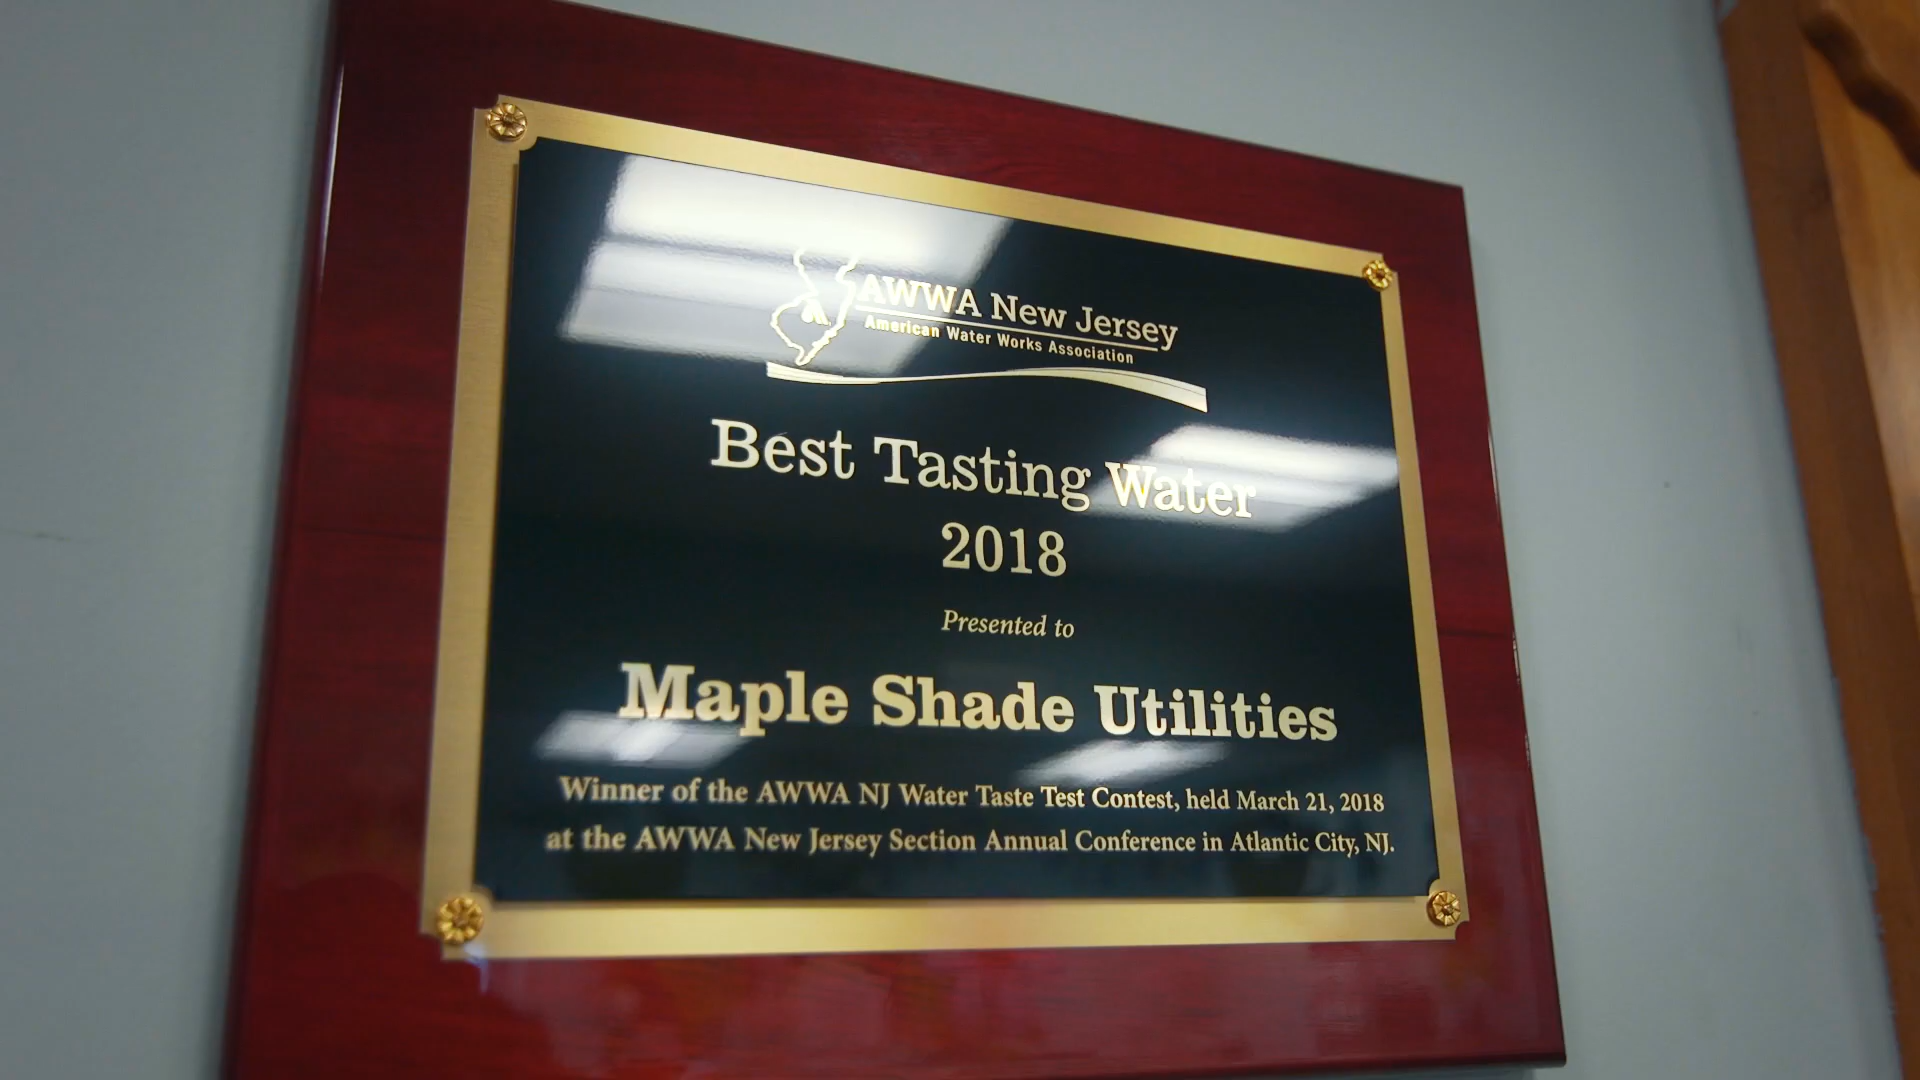 AWWA New Jersey
American Water Works Association
Best Tasting Water
2018
Presented to
Maple Shade Utilities
Winner of the AWWA NJ Water Taste Test Contest, held March 21, 2018
at the AWWA New Jersey Section Annual Conference in Atlantic City, NJ.